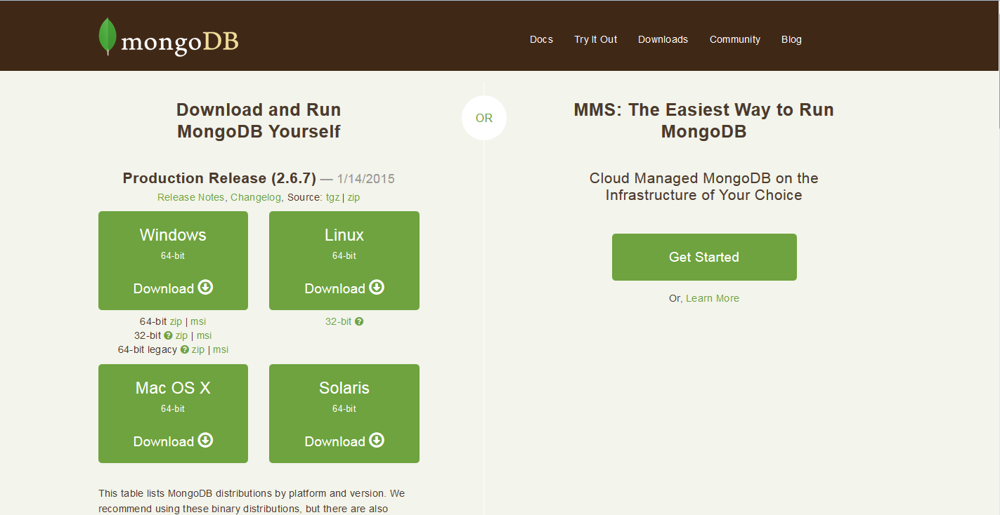 mongoDB
Docs Try It Out Downloads Community Blog
Download and Run
MongoDB Yourself
Production Release (2.6.7) — 1/14/2015
Release Notes, Changelog, Source: tgz | zip
Windows
64-bit
Download
64-bit zip | msi
32-bit ? zip | msi
64-bit legacy ? zip | msi
Linux
64-bit
Download
32-bit ?
Mac OS X
64-bit
Download
Solaris
64-bit
Download
This table lists MongoDB distributions by platform and version. We
recommend using these binary distributions, but there are also
OR
MMS: The Easiest Way to Run
MongoDB
Cloud Managed MongoDB on the
Infrastructure of Your Choice
Get Started
Or, Learn More